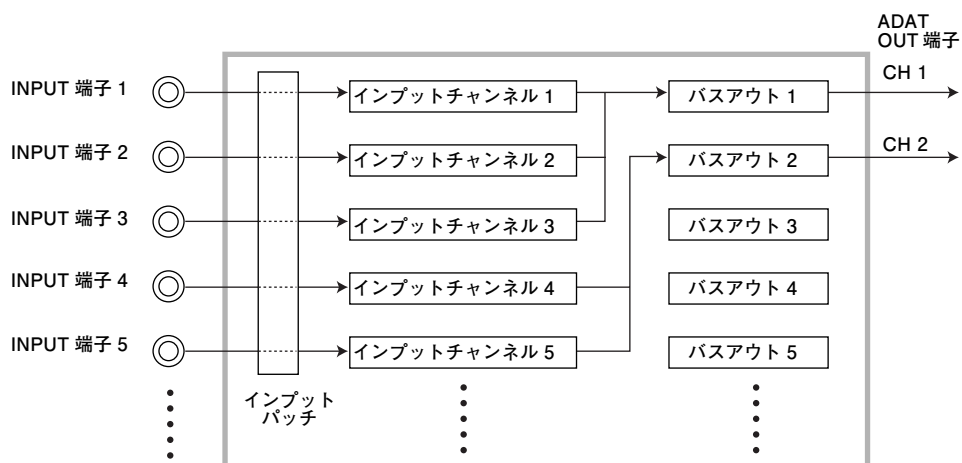 ADAT
OUT 端子
INPUT 端子 1
インプットチャンネル 1
バスアウト 1
CH 1
INPUT 端子 2
インプットチャンネル 2
バスアウト 2
CH 2
INPUT 端子 3
インプットチャンネル 3
バスアウト 3
INPUT 端子 4
インプットチャンネル 4
バスアウト 4
INPUT 端子 5
インプットチャンネル 5
バスアウト 5
インプット
パッチ